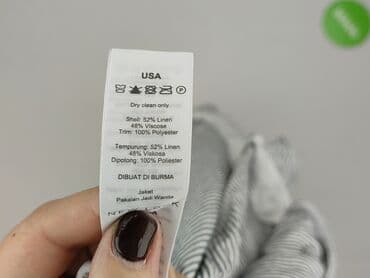 USA
Dry clean only
Shell: 52% Linen
48% Viscose
Trim: 100% Polyester
Tempurung: 52% Linen
48% Viskosa
Dipotong: 100% Poliester
DIBUAT DI BURMA
Jaket
Pakaian Jadi Wanita